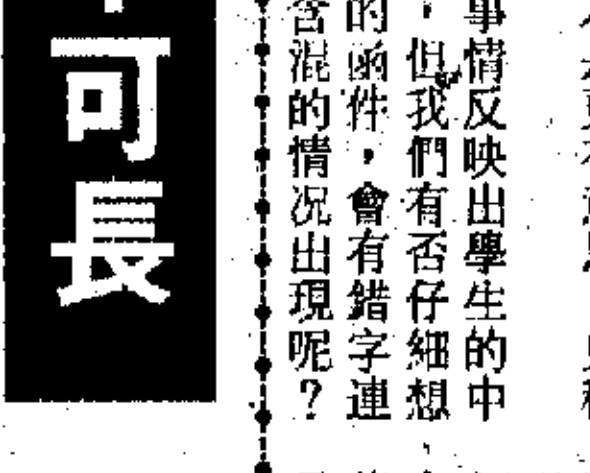 事情反映出學生的中
，但我們有否仔細想
的函件，會有錯字連
含混的情况出現呢？
可長